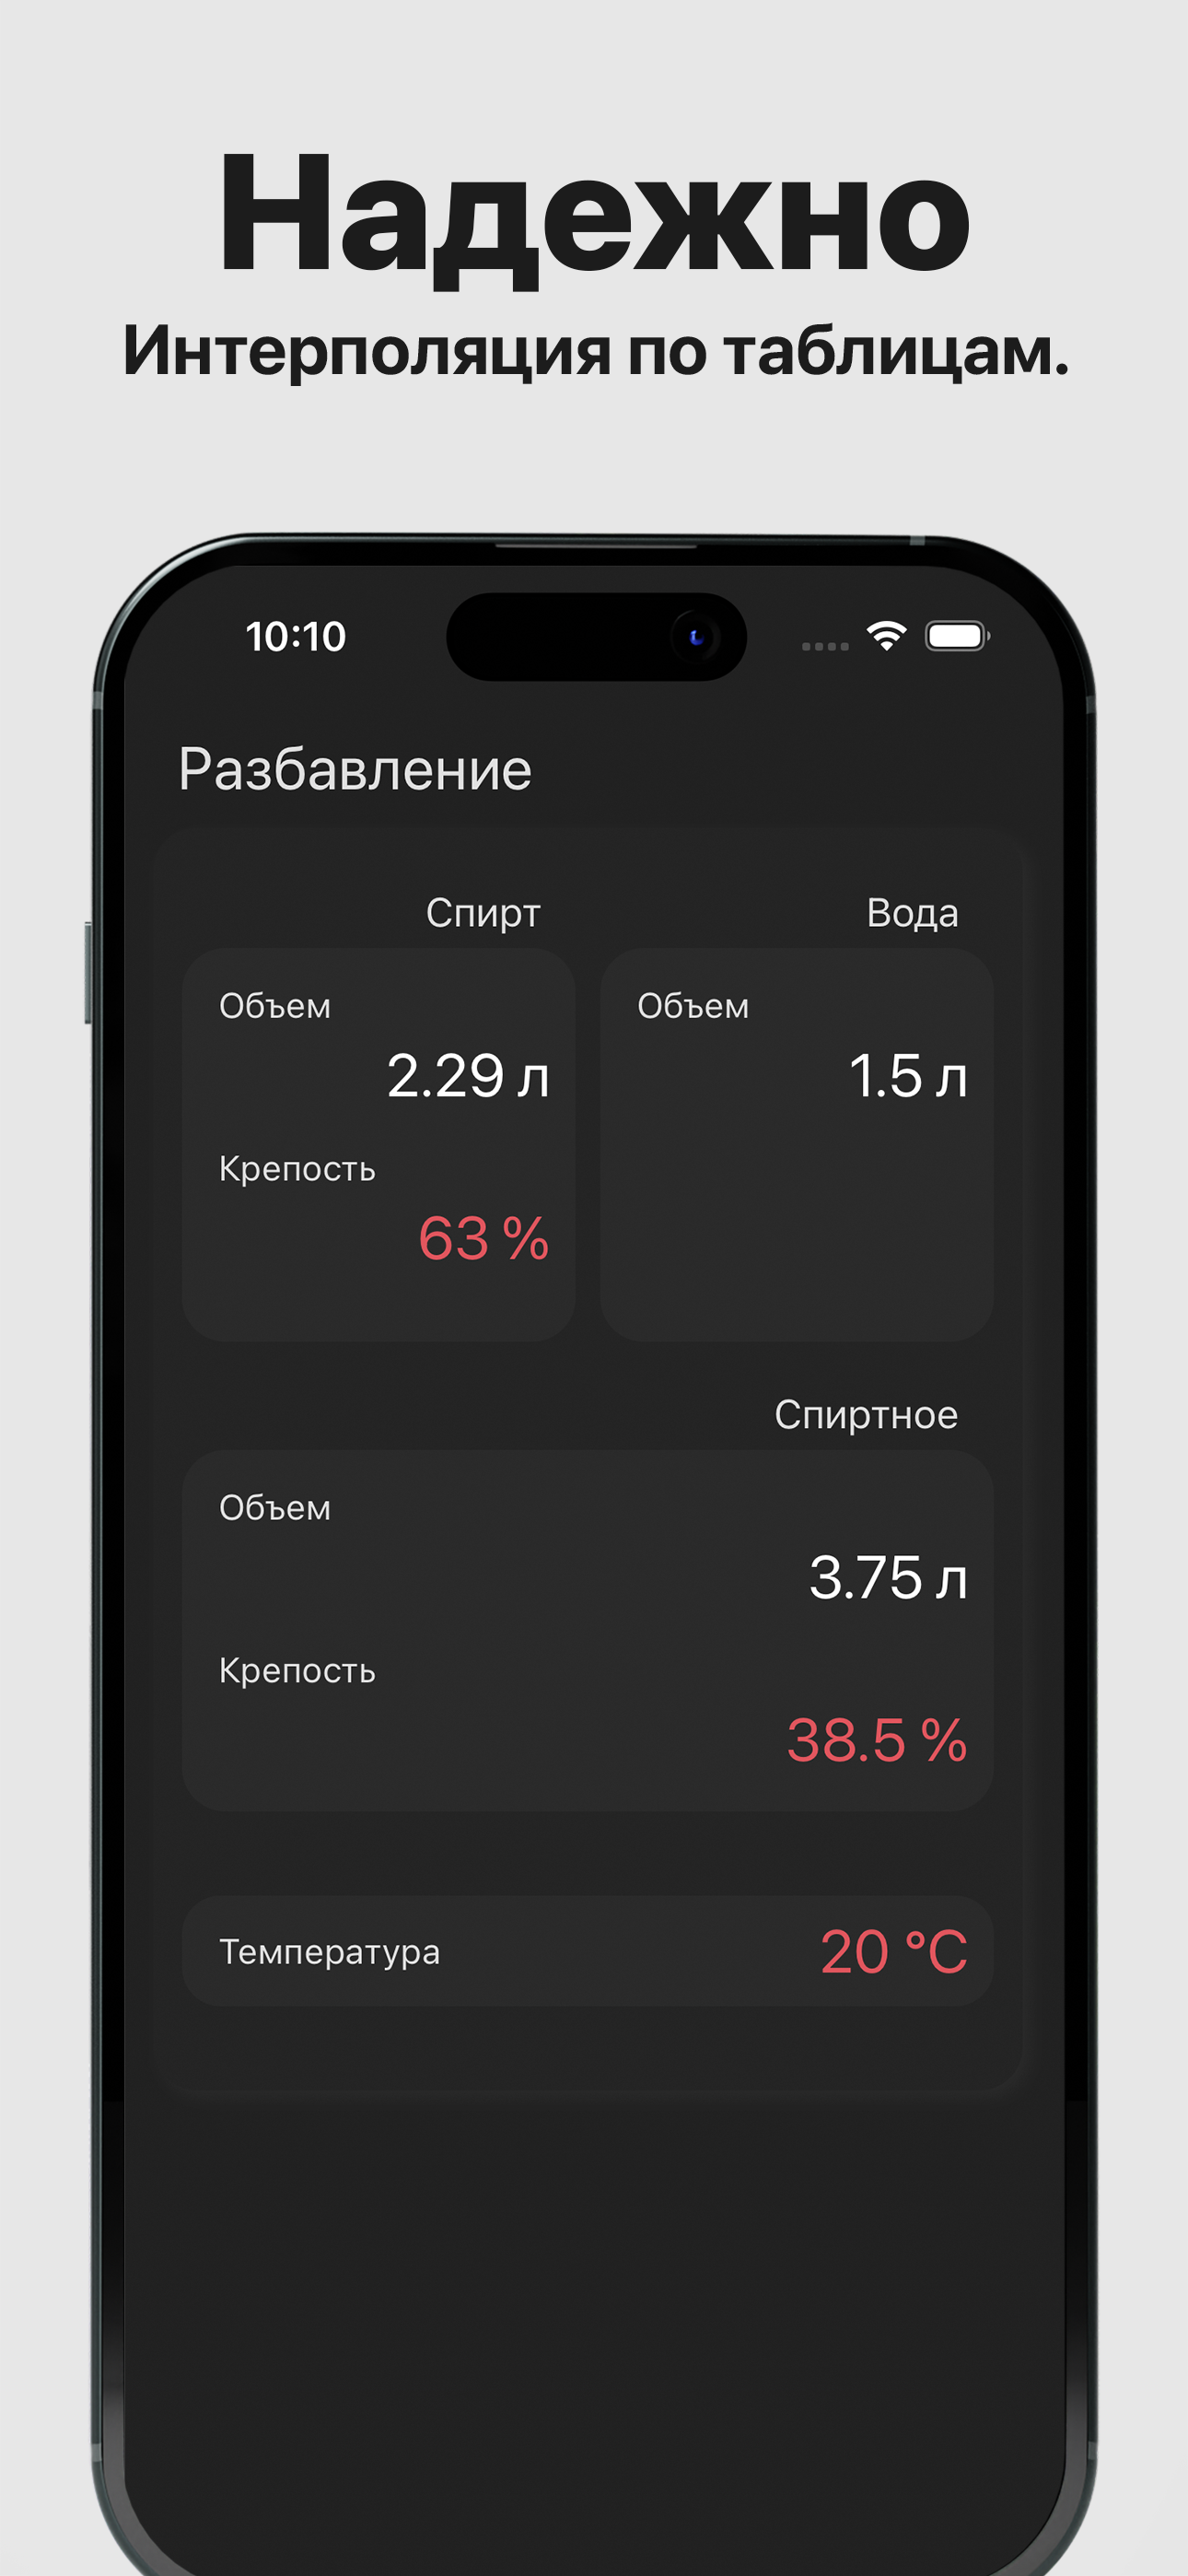 Надежно
Интерполяция по таблицам.
10:10
Разбавление
Спирт
Вода
Объем
Объем
2.29 л
1.5 л
Крепость
63 %
Спиртное
Объем
3.75 л
Крепость
38.5 %
Температура
20 °C